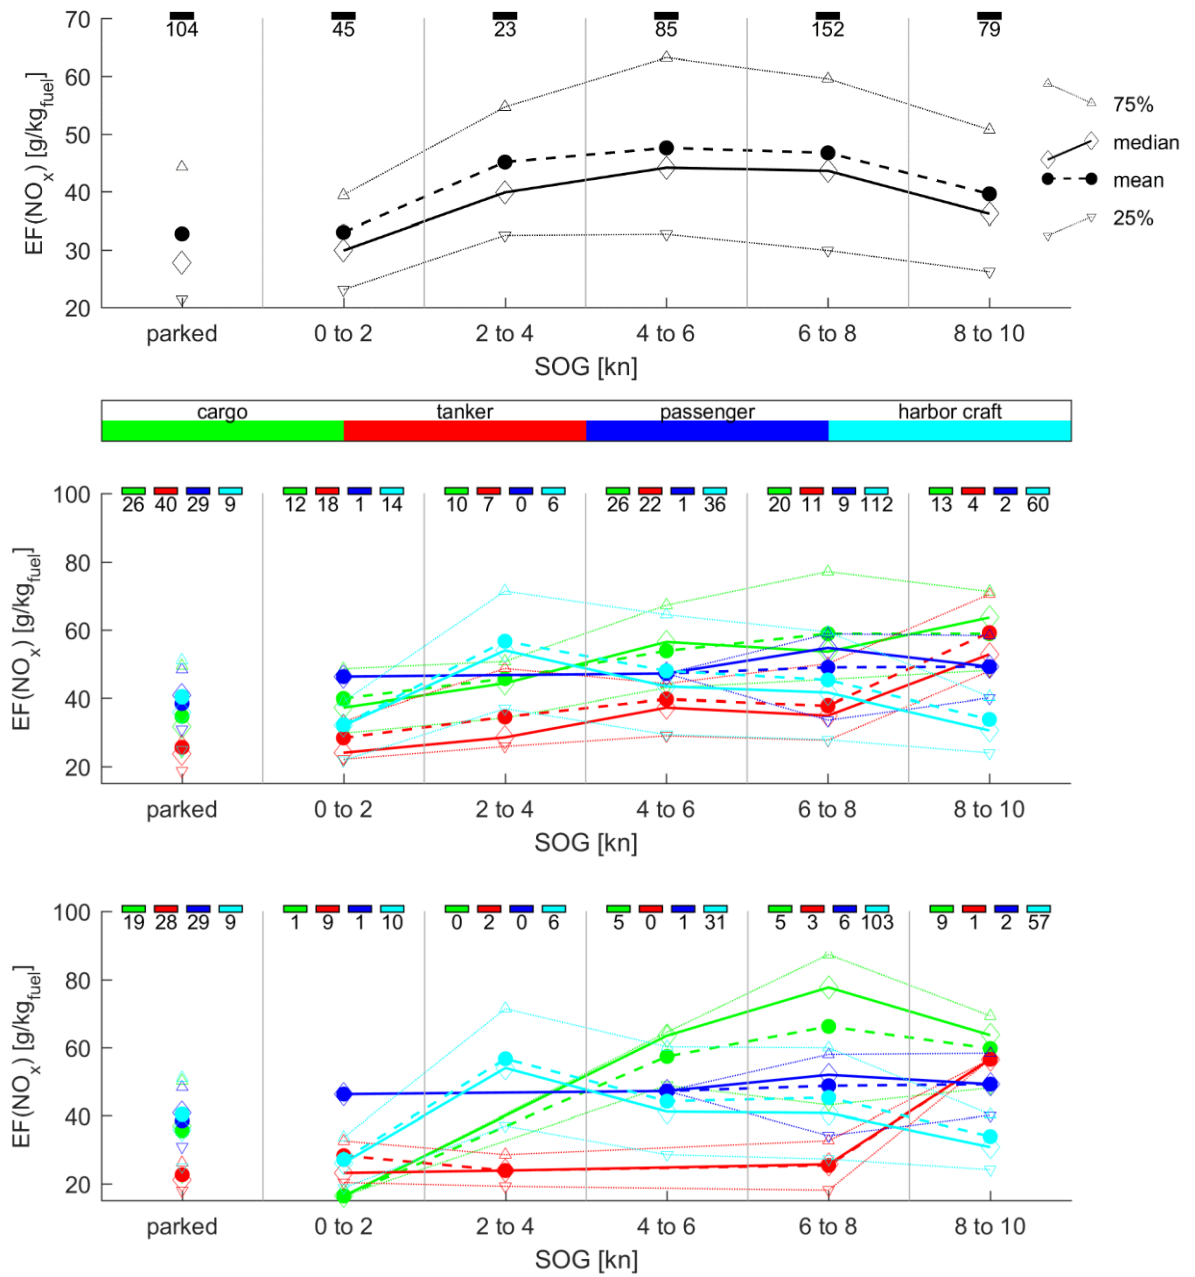 70
104 45 23 85 152 79
60
50
40
30
20
EF(NOx) [g/kgfuel]
75%
median
mean
25%
parked 0 to 2 2 to 4 4 to 6 6 to 8 8 to 10
SOG [kn]
cargo tanker passenger harbor craft
100
26 40 29 9 12 18 1 14 10 7 0 6 26 22 1 36 20 11 9 112 13 4 2 60
80
60
40
20
EF(NOx) [g/kgfuel]
parked 0 to 2 2 to 4 4 to 6 6 to 8 8 to 10
SOG [kn]
100
19 28 29 9 1 9 1 10 0 2 0 6 5 0 1 31 5 3 6 103 9 1 2 57
80
60
40
20
EF(NOx) [g/kgfuel]
parked 0 to 2 2 to 4 4 to 6 6 to 8 8 to 10
SOG [kn]